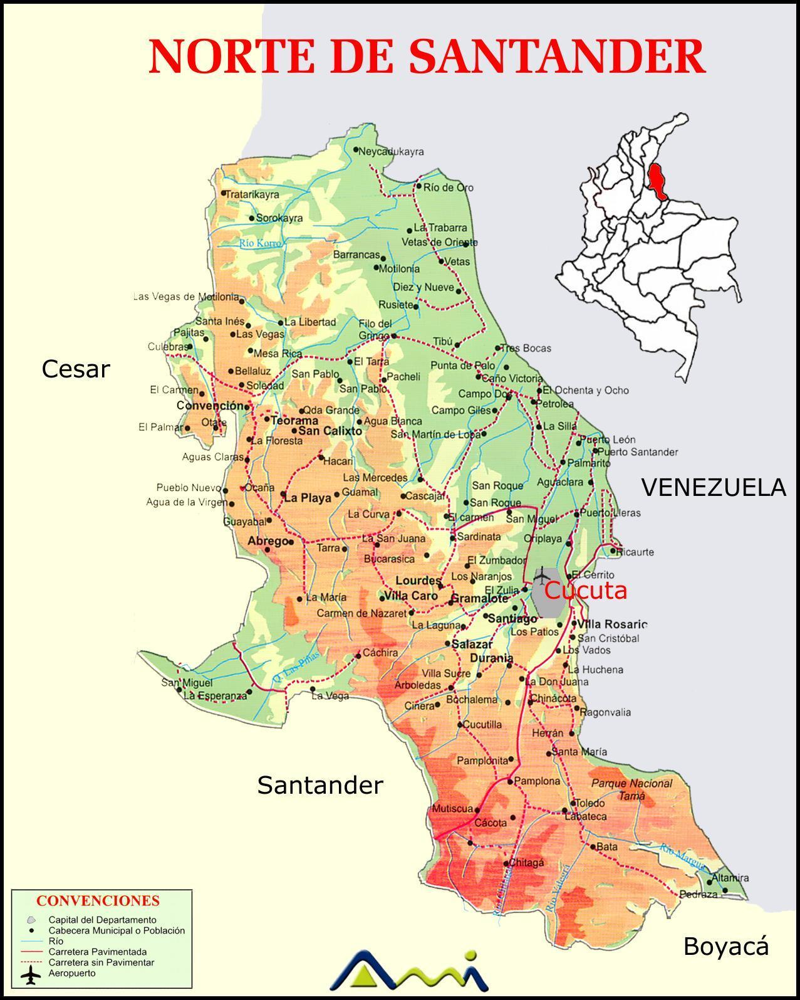 NORTE DE SANTANDER
Neycadukayra
Río de Oro
Tratarikayra
Sorokayra
La Trabarra
Río Korro
Vetas de Oriente
Barrancas
Vetas
Motilonia
Diez y Nueve
Las Vegas de Motilonia
Rusiete
Santa Inés
La Libertad
Filo del
Gringo
Pajitas
Las Vegas
Tibú
Culebras
Tres Bocas
Mesa Rica
El Tarra
Punta de Palo
Cesar
Bellaluz
San Pablo
Pacheli
Caño Victoria
Soledad
San Pablo
El Carmen
Campo Dos
El Ochenta y Ocho
Convención
Petrolea
Qda Grande
Campo Giles
Teorama
Agua Blanca
El Palmar
Otare
San Calixto
San Martín de Loba
La Silla
La Floresta
Puerto León
Puerto Santander
Aguas Claras
Hacari
Palmarito
Las Mercedes
Aguaclara
VENEZUELA
Pueblo Nuevo
Ocaña
San Roque
La Playa
Guamal
Cascajal
Agua de la Virgen
San Roque
La Curva
El carmen
San Miguel
Puerto Lleras
Guayabal
La San Juana
Sardinata
Oriplaya
Abrego
Tarra
Bucarasica
Ricaurte
El Zumbador
Lourdes
Los Naranjos
El Cerrito
El Zulia
Cúcuta
La María
Villa Caro
Gramalote
Carmen de Nazaret
Santiago
La Laguna
Los Patios
Villa Rosario
San Cristóbal
Salazar
Los Vados
Cáchira
Durania
Q. Las Piñas
Villa Sucre
La Huchena
San Miguel
Arboledas
La Don Juana
La Esperanza
La Vega
Bochalema
Chinácota
Cinera
Ragonvalia
Cucutilla
Herrán
Santa María
Pamplonita
Santander
Pamplona
Parque Nacional
Tamá
Mutiscua
Toledo
Cácota
Labateca
Bata
Río Margua
Chitagá
Río Chitagá
Río Valegrá
Altamira
Pedraza
Boyacá
CONVENCIONES
Capital del Departamento
Cabecera Municipal o Población
Río
Carretera Pavimentada
Carretera sin Pavimentar
Aeropuerto
Ami